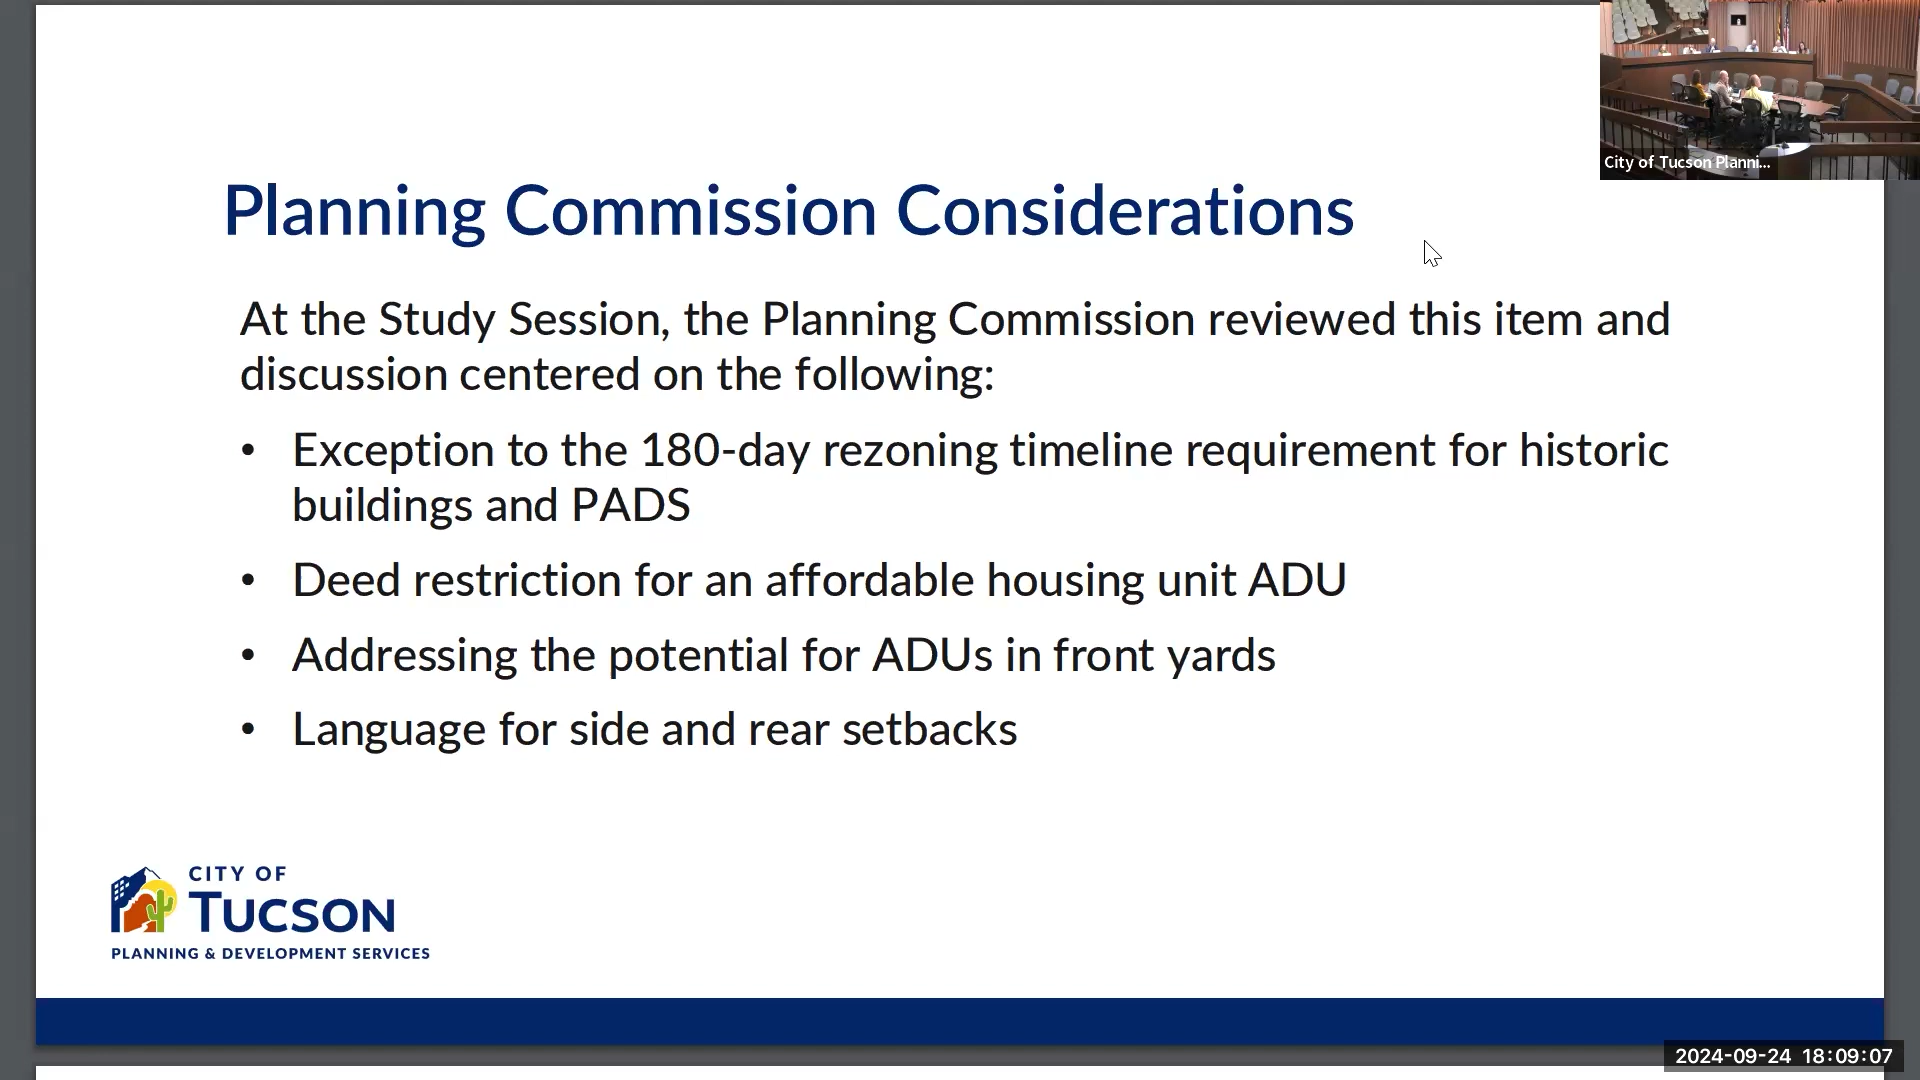 City of Tucson Planni...
Planning Commission Considerations
At the Study Session, the Planning Commission reviewed this item and
discussion centered on the following:
• Exception to the 180-day rezoning timeline requirement for historic
buildings and PADS
• Deed restriction for an affordable housing unit ADU
• Addressing the potential for ADUs in front yards
• Language for side and rear setbacks
CITY OF
TUCSON
PLANNING & DEVELOPMENT SERVICES
2024-09-24 18:09:07